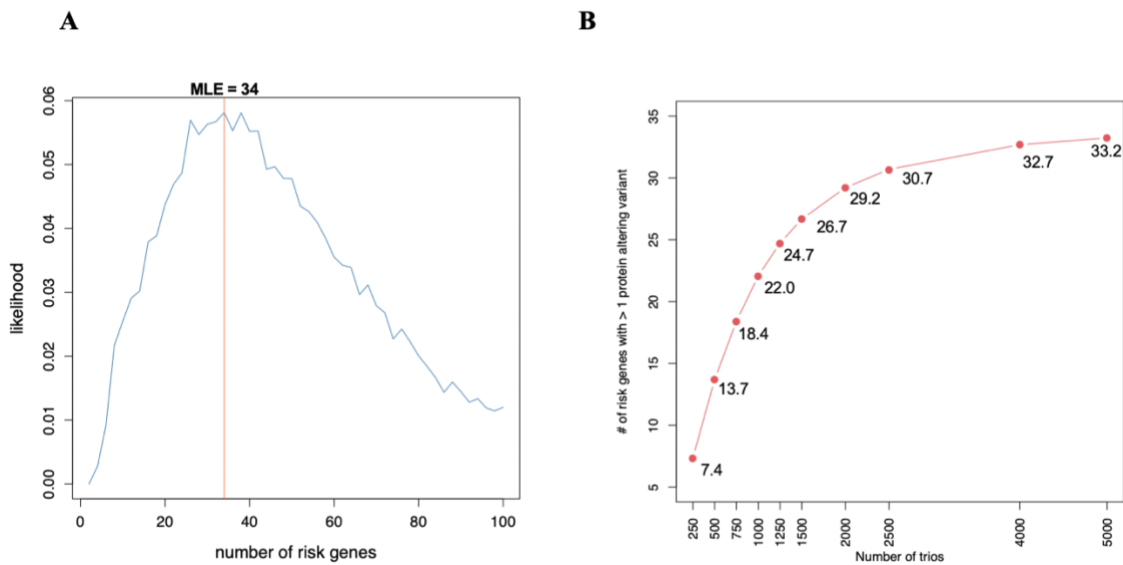 A
B
MLE = 34
likelihood
0.06
0.05
0.04
0.03
0.02
0.01
0.00
0 20 40 60 80 100
number of risk genes
# of risk genes with > 1 protein altering variant
35
30
25
20
15
10
5
7.4
13.7
18.4
22.0
24.7
26.7
29.2
30.7
32.7
33.2
250 500 750 1000 1250 1500 2000 2500 4000 5000
Number of trios